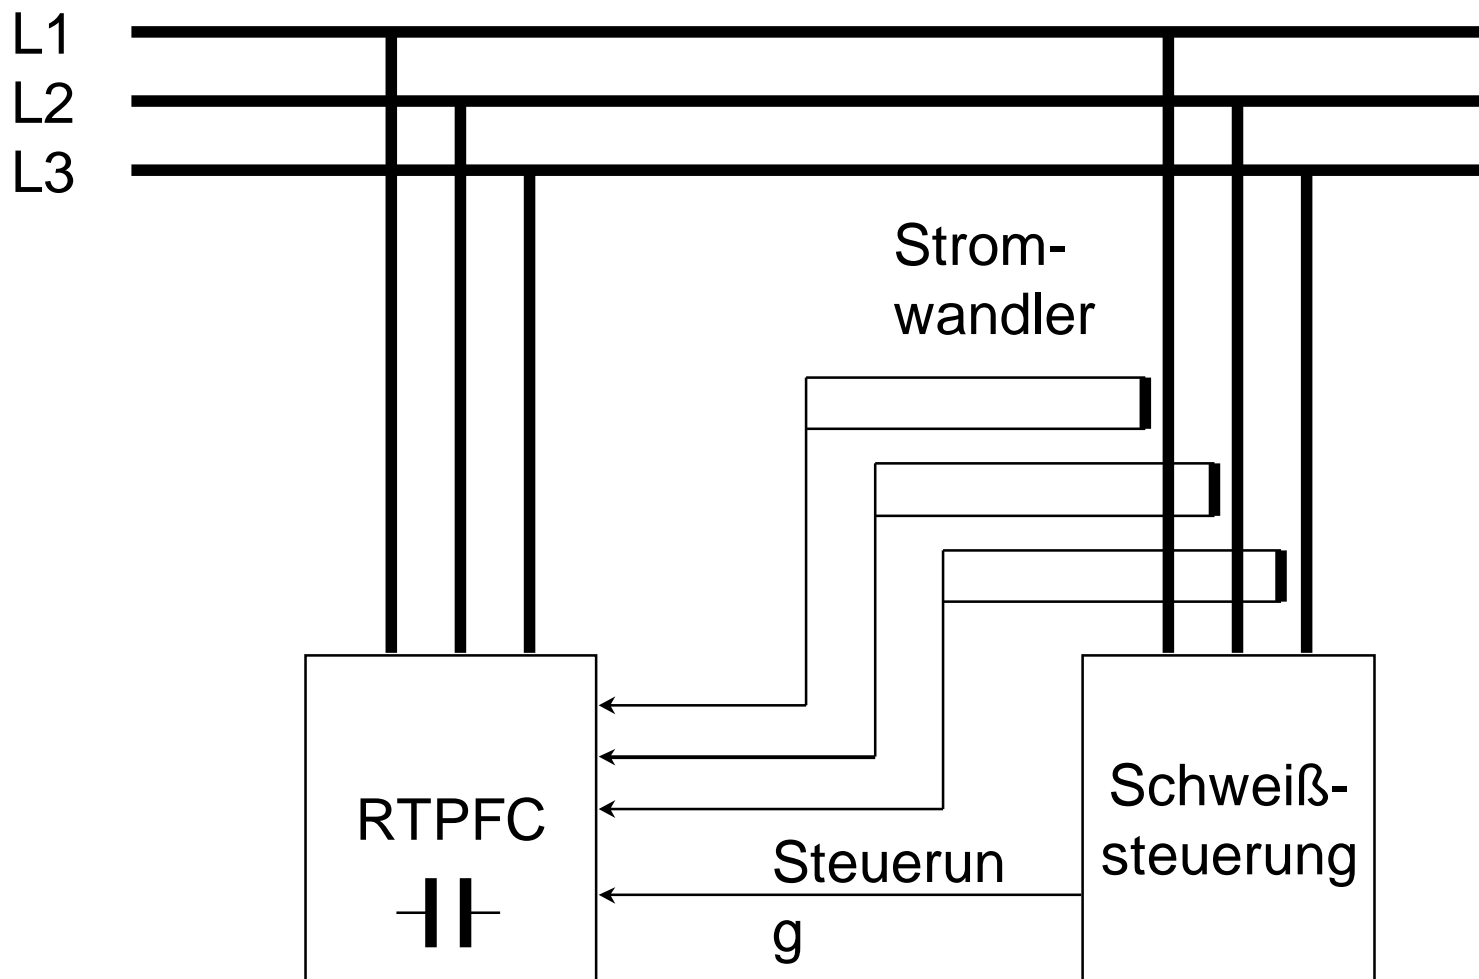 L1
L2
L3
Strom-
wandler
RTPFC
Steuerun
g
Schweiß-
steuerung